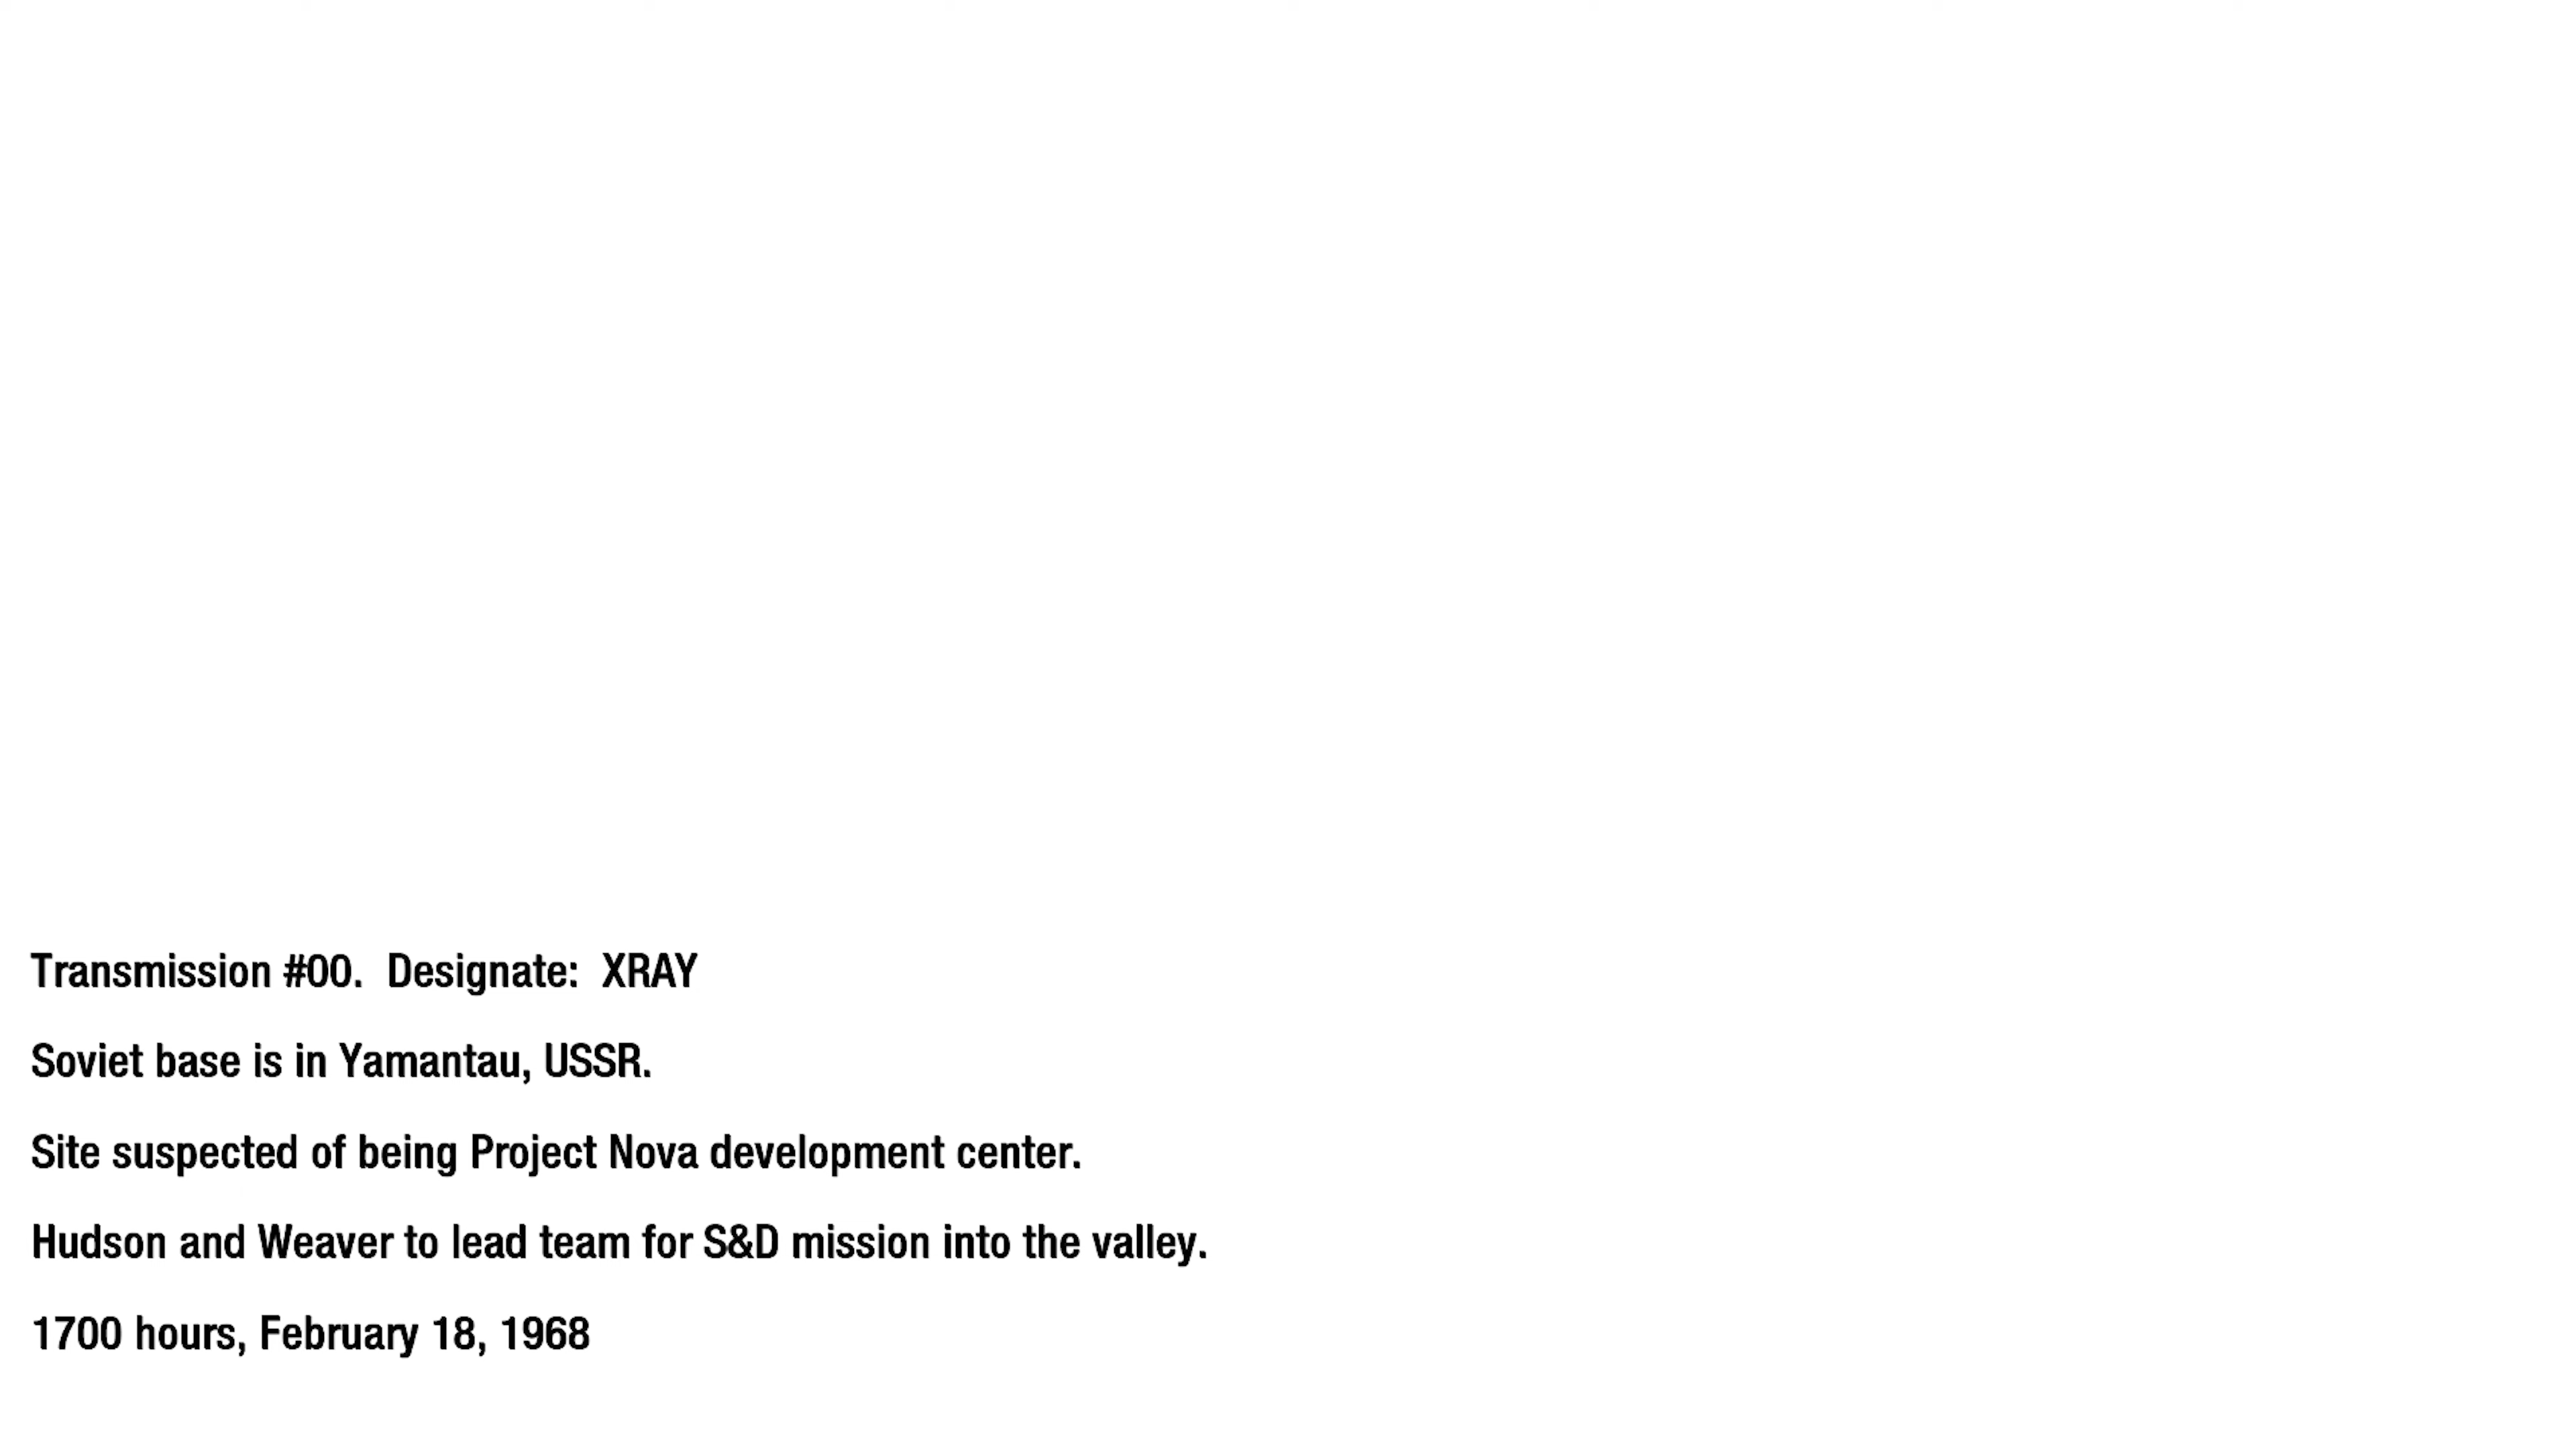 Transmission #00.  Designate:  XRAY
Soviet base is in Yamantau, USSR.
Site suspected of being Project Nova development center.
Hudson and Weaver to lead team for S&D mission into the valley.
1700 hours, February 18, 1968